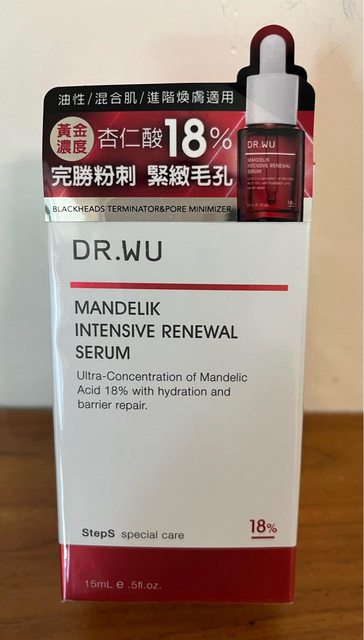 油性/混合肌/進階煥膚適用
黃金
濃度
杏仁酸18%
完勝粉刺 緊緻毛孔
BLACKHEADS TERMINATOR&PORE MINIMIZER
DR.WU
MANDELIK
INTENSIVE RENEWAL
SERUM
18%
DR.WU
MANDELIK
INTENSIVE RENEWAL
SERUM
Ultra-Concentration of Mandelic
Acid 18% with hydration and
barrier repair.
StepS special care
18%
15mL e .5fl.oz.